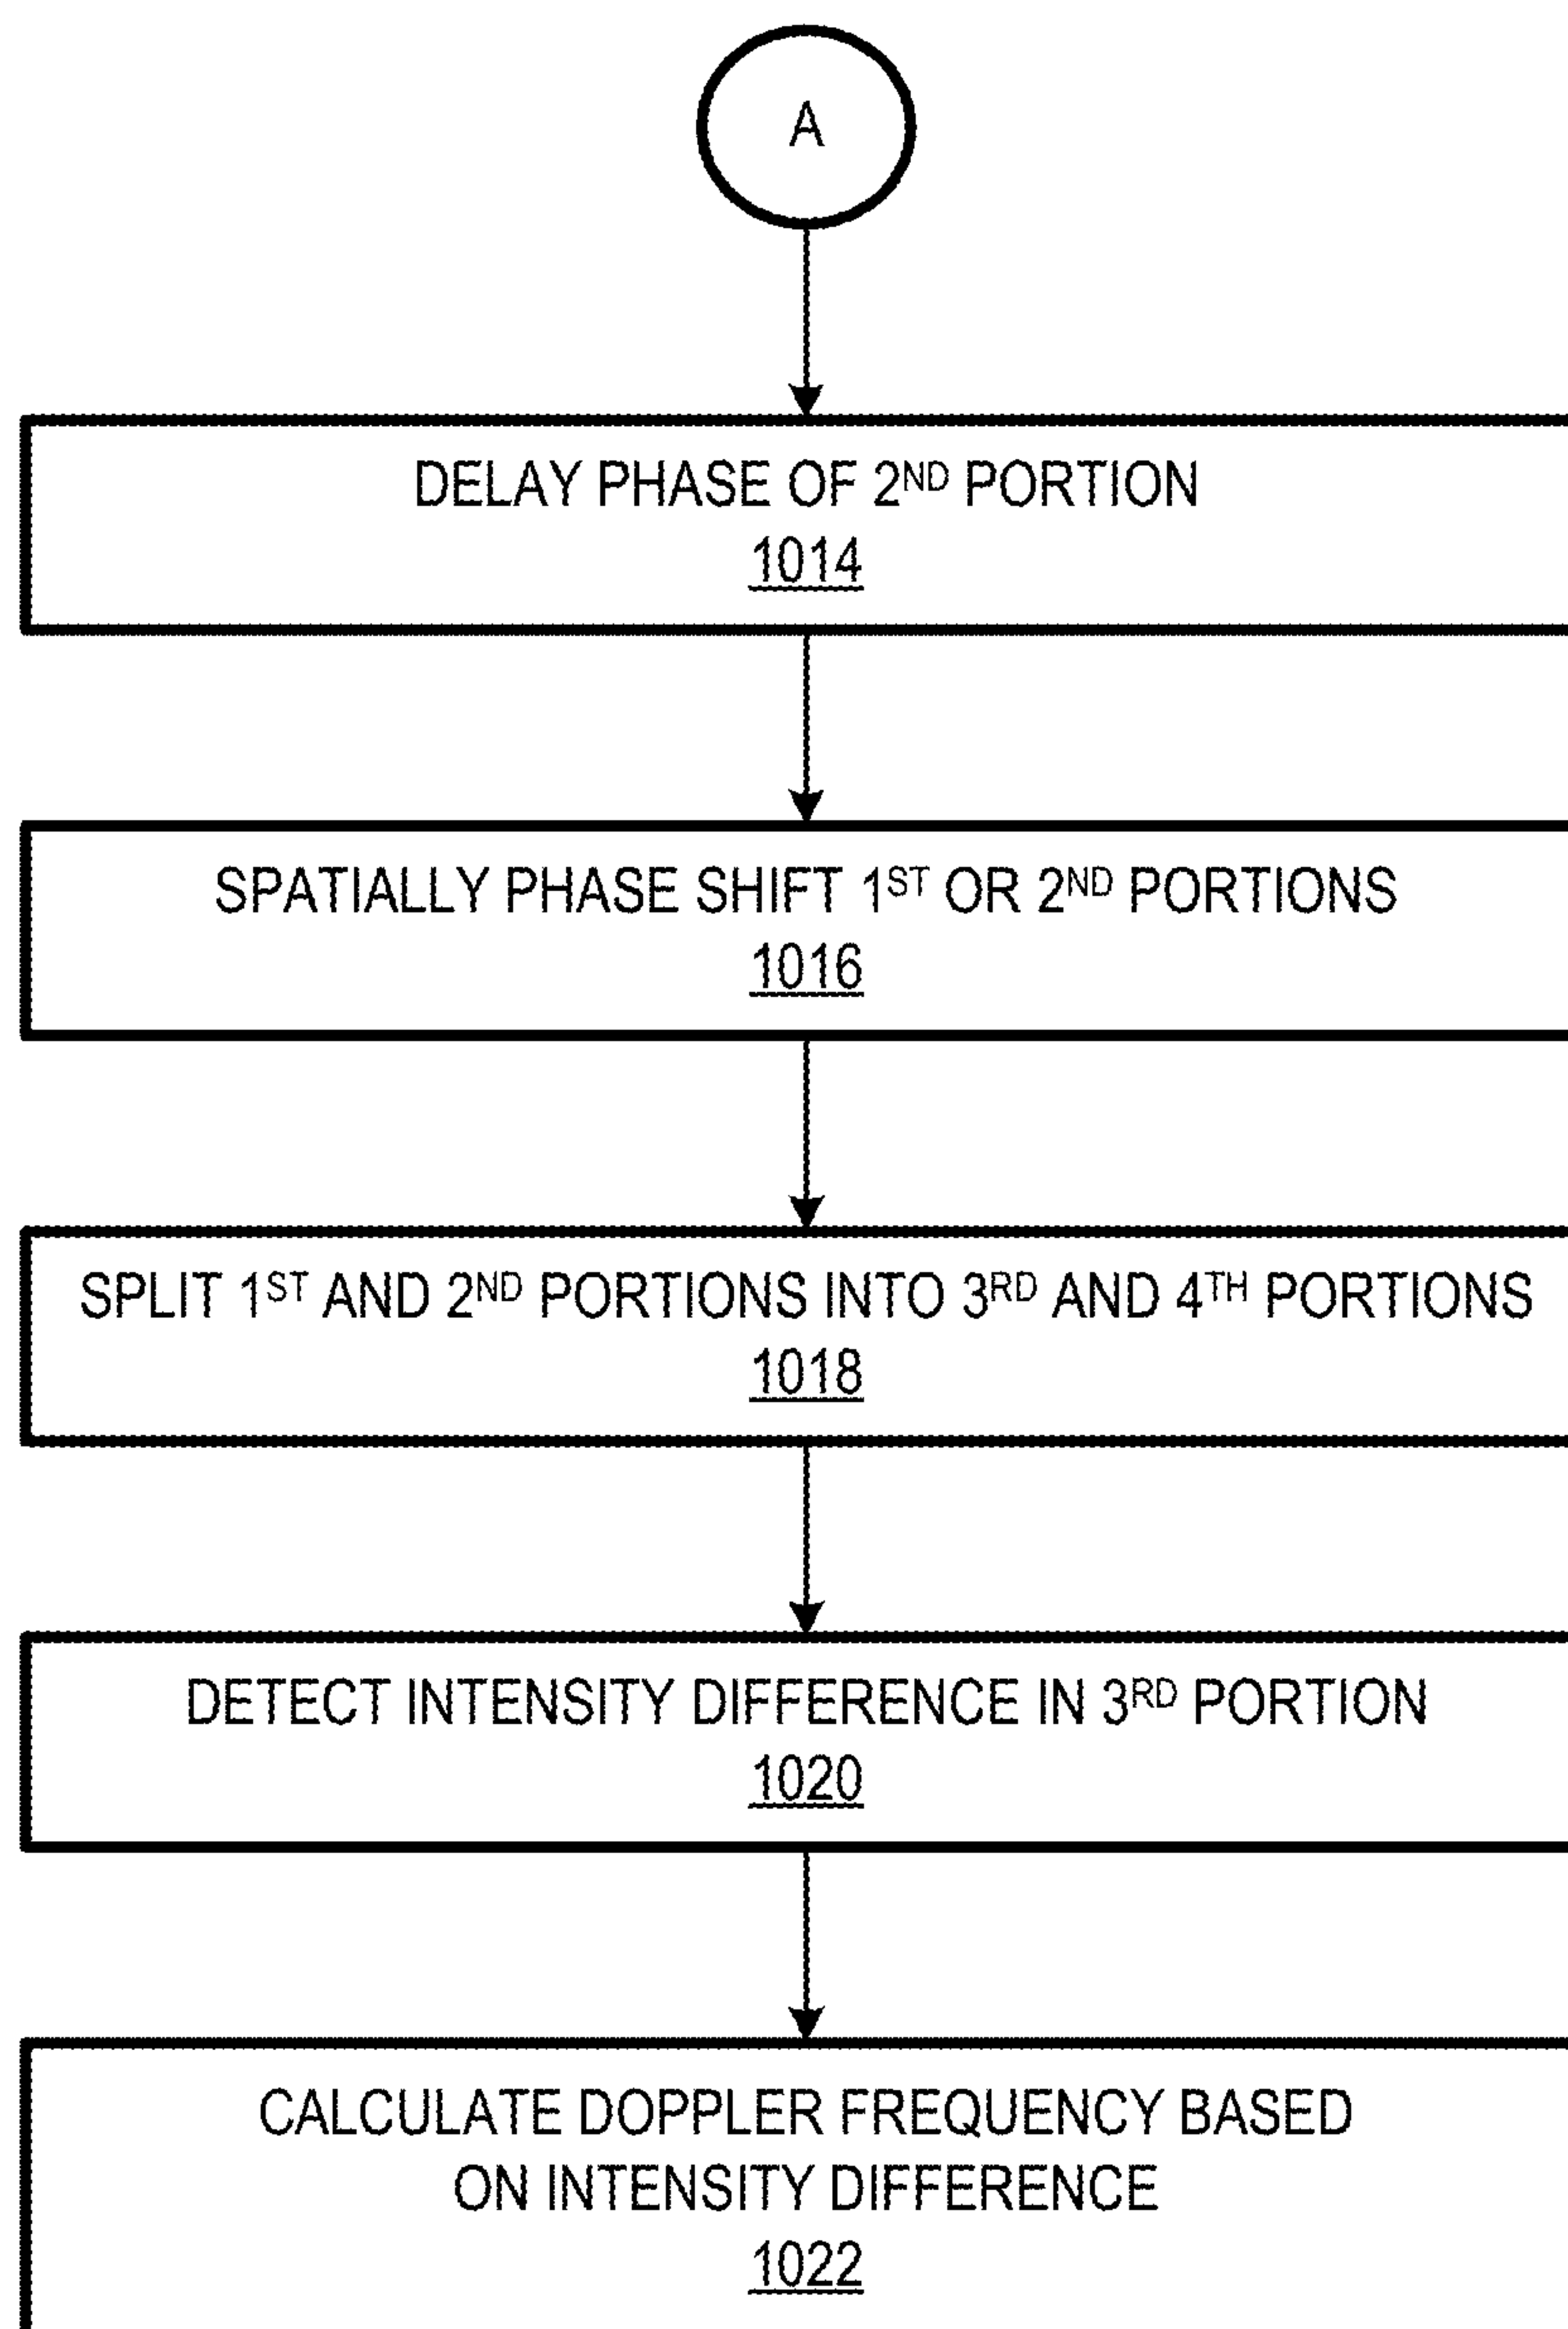 A
DELAY PHASE OF 2ND PORTION
1014
SPATIALLY PHASE SHIFT 1ST OR 2ND PORTIONS
1016
SPLIT 1ST AND 2ND PORTIONS INTO 3RD AND 4TH PORTIONS
1018
DETECT INTENSITY DIFFERENCE IN 3RD PORTION
1020
CALCULATE DOPPLER FREQUENCY BASED
ON INTENSITY DIFFERENCE
1022